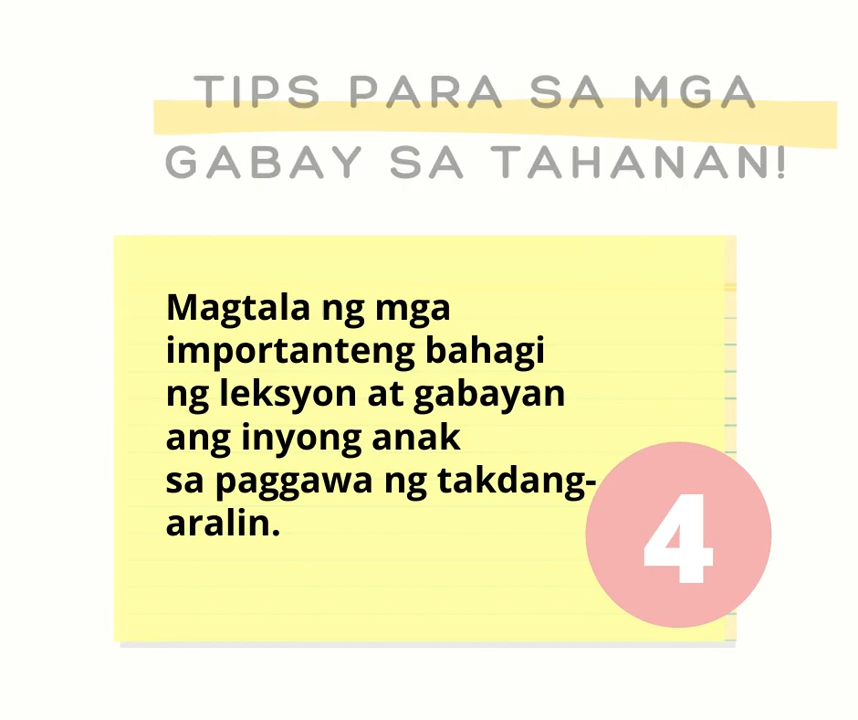 TIPS PARA SA MGA
GABAY SA TAHANAN!
Magtala ng mga
importanteng bahagi
ng leksyon at gabayan
ang inyong anak
sa paggawa ng takdang-
aralin.
4